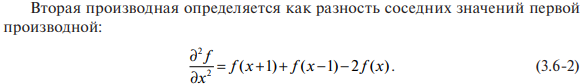 Вторая производная определяется как разность соседних значений первой
производной:
∂²f/∂x² = f(x+1)+f(x−1)−2f(x). (3.6-2)